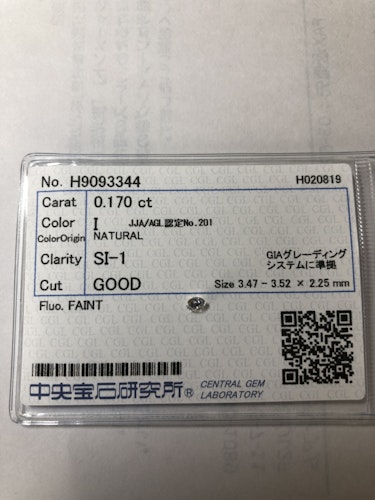 No. H9093344 H020819
Carat 0.170 ct
Color I JJA/AGL認定No.201
ColorOrigin NATURAL
Clarity SI-1 GIAグレーディング
システムに準拠
Cut GOOD Size 3.47 - 3.52 × 2.25 mm
Fluo. FAINT
中央宝石研究所® CENTRAL GEM
LABORATORY